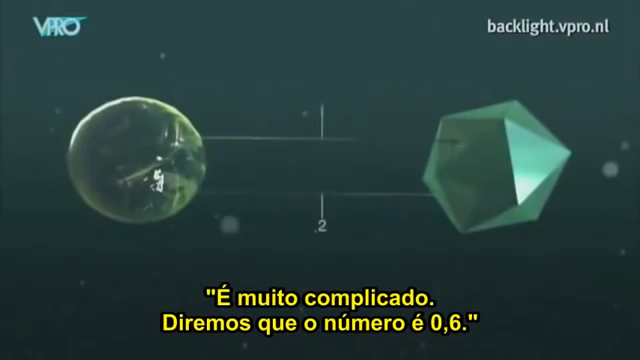 VPRO
backlight.vpro.nl
.2
"É muito complicado.
Diremos que o número é 0,6."